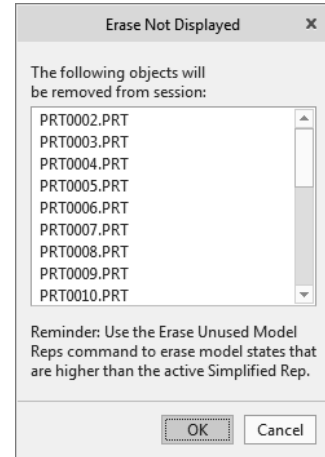 Erase Not Displayed
The following objects will
be removed from session:
PRT0002.PRT
PRT0003.PRT
PRT0004.PRT
PRT0005.PRT
PRT0006.PRT
PRT0007.PRT
PRT0008.PRT
PRT0009.PRT
PRT0010.PRT
Reminder: Use the Erase Unused Model
Reps command to erase model states that
are higher than the active Simplified Rep.
OK Cancel